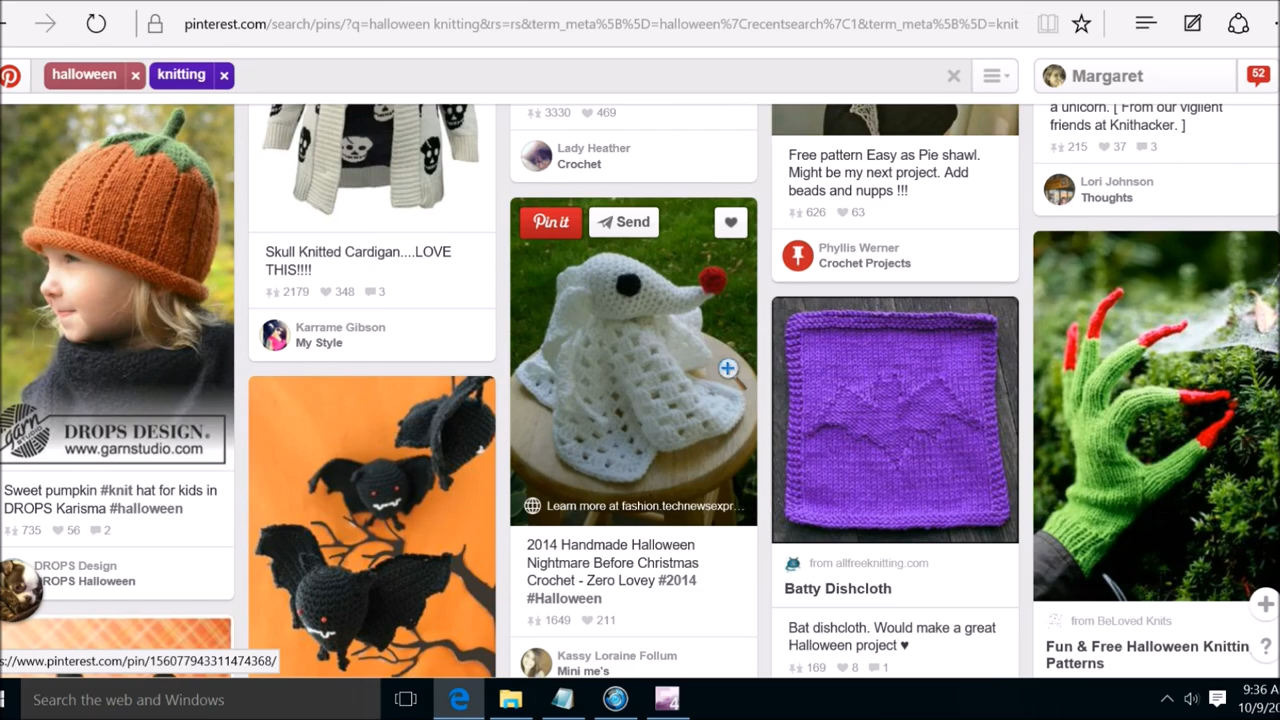 pinterest.com/search/pins/?q=halloween knitting&rs=rs&term_meta%5B%5D=halloween%7Crecentsearch%7C1&term_meta%5B%5D=knit
halloween × knitting ×
Margaret
52
DROPS DESIGN®
www.garnstudio.com
Sweet pumpkin #knit hat for kids in
DROPS Karisma #halloween
735 56 2
DROPS Design
DROPS Halloween
Skull Knitted Cardigan....LOVE
THIS!!!!
2179 348 3
Karrame Gibson
My Style
3330 469
Lady Heather
Crochet
Pin it Send
Learn more at fashion.technewsexpr...
2014 Handmade Halloween
Nightmare Before Christmas
Crochet - Zero Lovey #2014
#Halloween
1649 211
Kassy Loraine Follum
Mini me's
Free pattern Easy as Pie shawl.
Might be my next project. Add
beads and nupps !!!
626 63
Phyllis Werner
Crochet Projects
from allfreeknitting.com
Batty Dishcloth
Bat dishcloth. Would make a great
Halloween project ♥
169 8 1
a unicorn. [ From our vigilent
friends at Knithacker. ]
215 37 3
Lori Johnson
Thoughts
from BeLoved Knits
Fun & Free Halloween Knittin
Patterns
?
s://www.pinterest.com/pin/156077943311474368/
Search the web and Windows
9:36 A
10/9/20